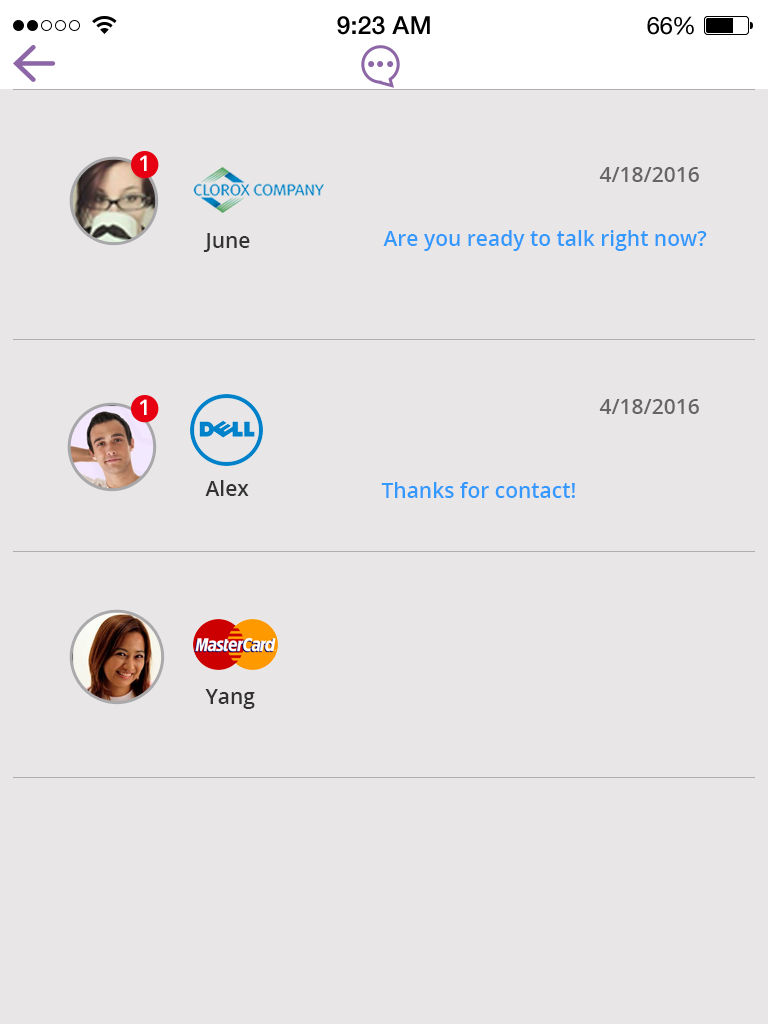 9:23 AM 66%
1
CLOROX COMPANY
4/18/2016
June
Are you ready to talk right now?
1
DELL
4/18/2016
Alex
Thanks for contact!
MasterCard
Yang